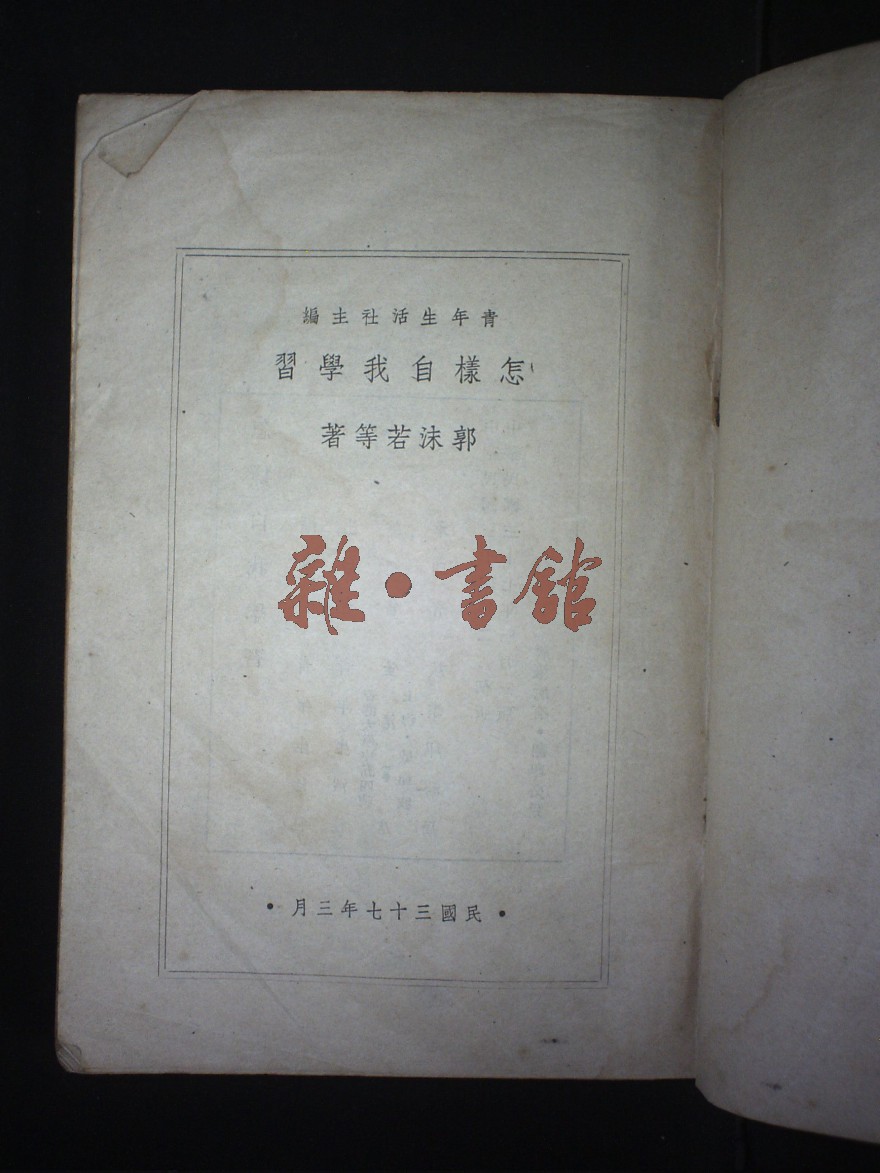 青年生活社主編
怎樣自我學習
郭沫若等著
雜·書館
•民國三十七年三月•